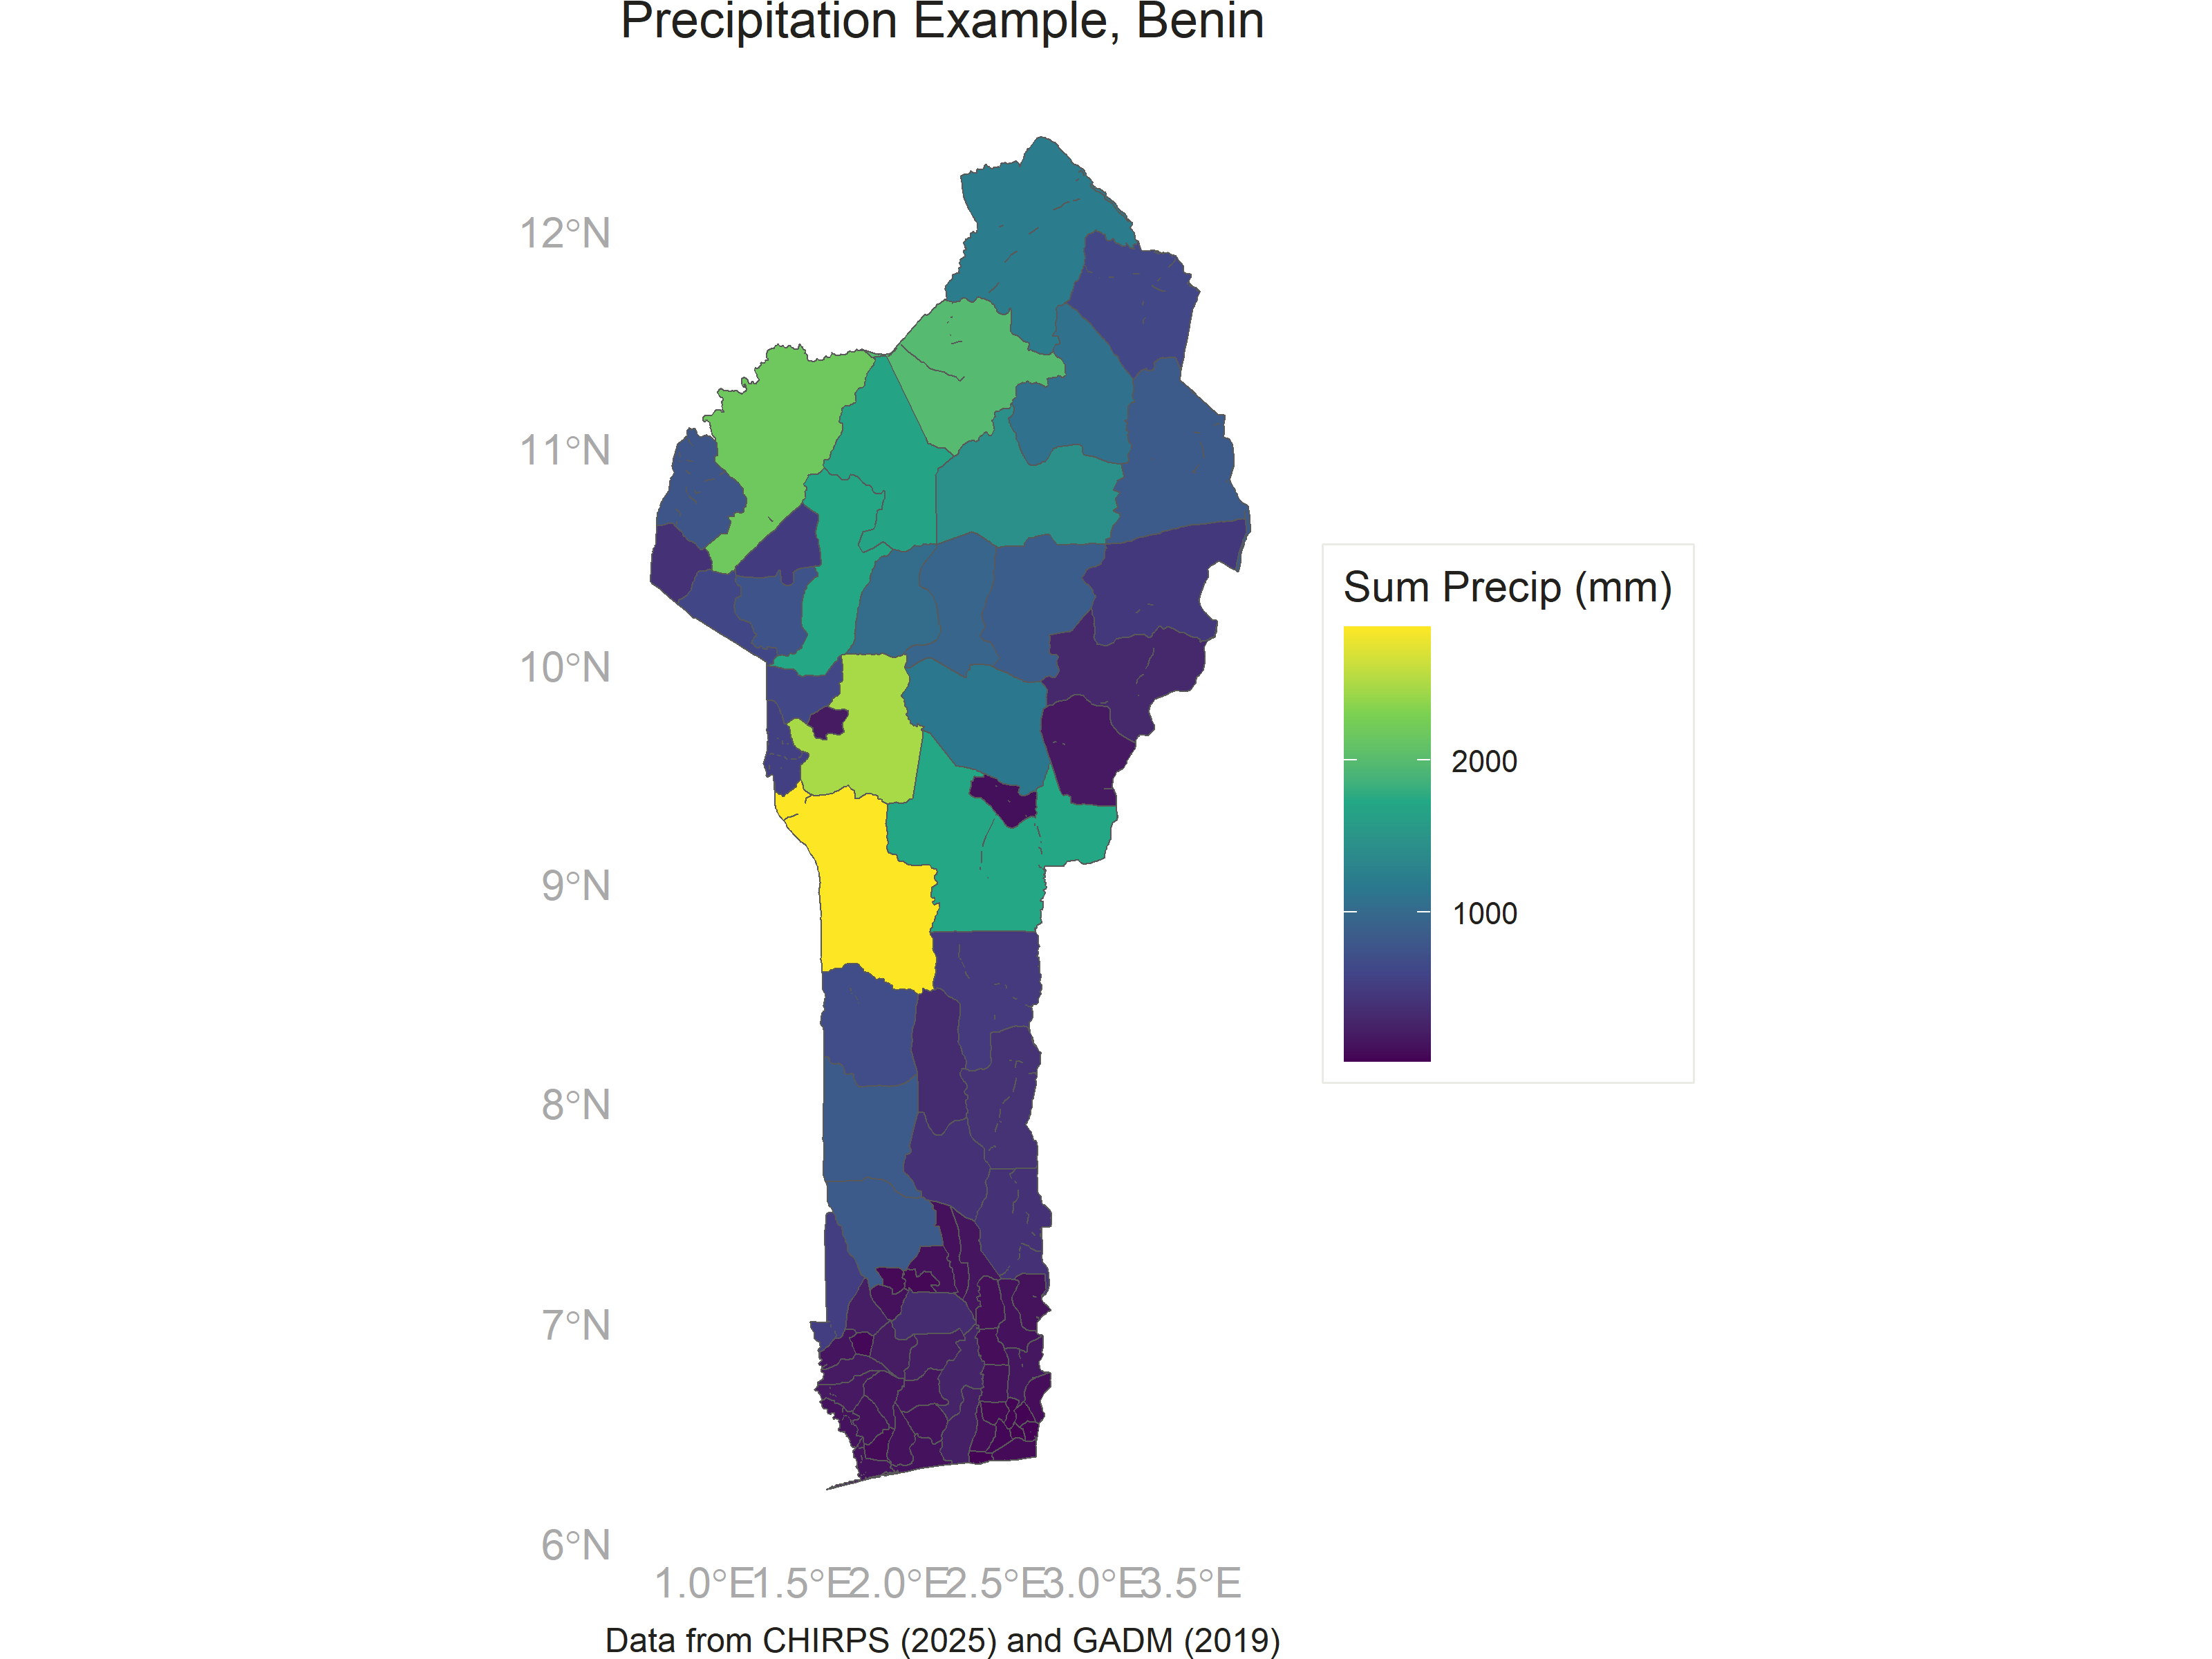 Precipitation Example, Benin
12°N
11°N
10°N
9°N
8°N
7°N
6°N
1.0°E 1.5°E 2.0°E 2.5°E 3.0°E 3.5°E
Sum Precip (mm)
2000
1000
Data from CHIRPS (2025) and GADM (2019)